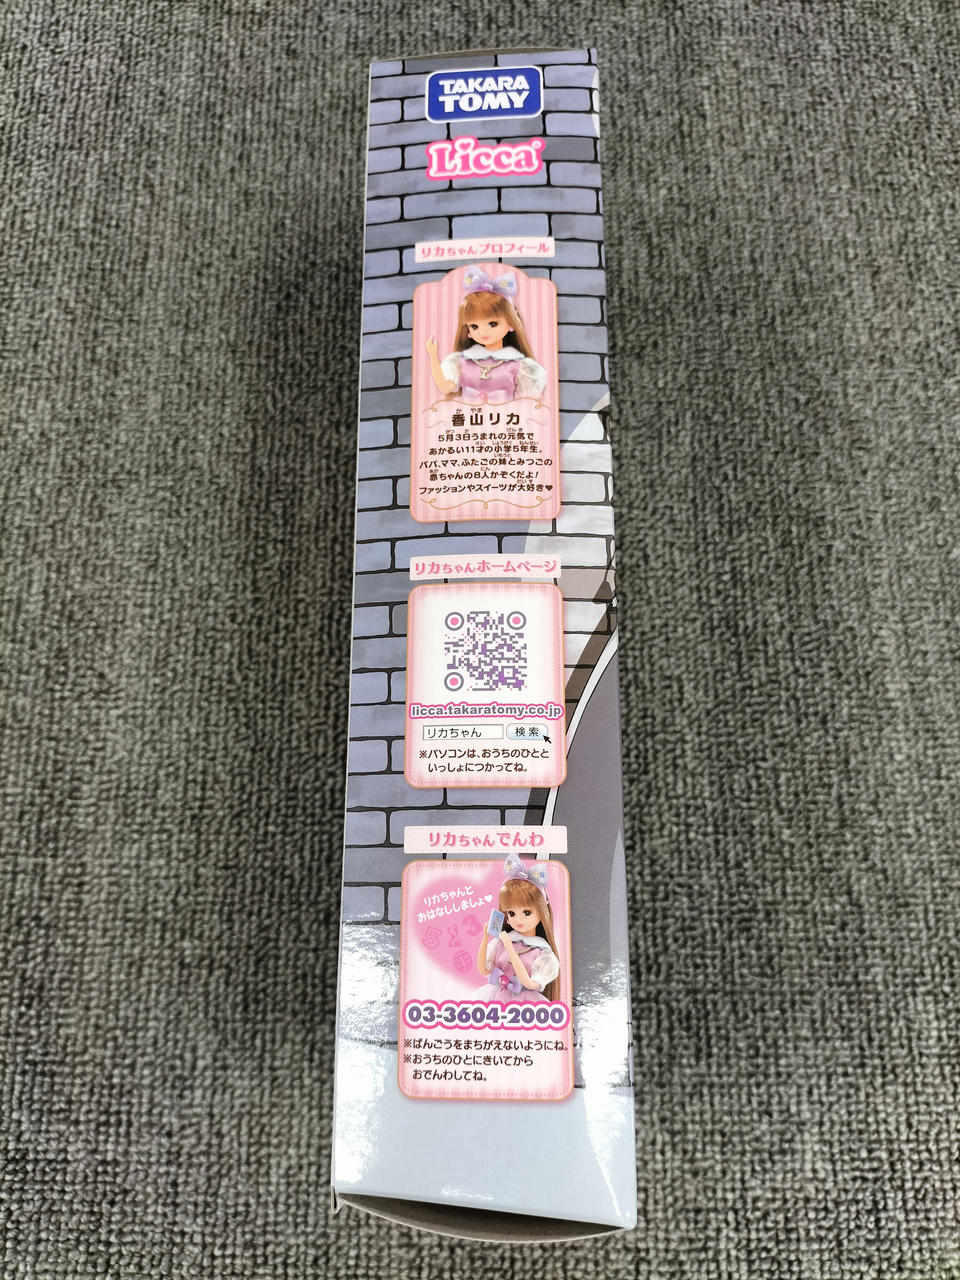 TAKARA
TOMY
Licca
リカちゃんプロフィール
香山リカ
かやま
5月3日うまれの元気で
あかるい11才の小学5年生。
パパ、ママ、ふたごの妹とみつごの
赤ちゃんの8人かぞくだよ!
ファッションやスイーツが大好き♥
リカちゃんホームページ
licca.takaratomy.co.jp
リカちゃん 検索
※パソコンは、おうちのひとと
いっしょにつかってね。
リカちゃんでんわ
リカちゃんと
おはなししましょ♥
513
03-3604-2000
※ばんごうをまちがえないようにね。
※おうちのひとにきいてから
おでんわしてね。